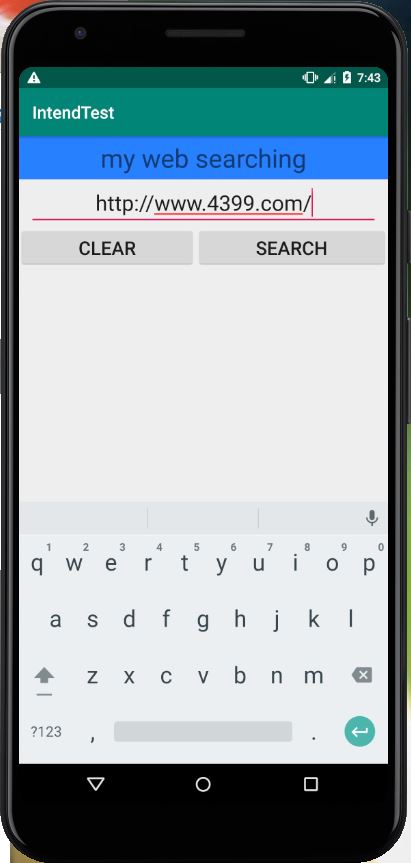 7:43
IntendTest
my web searching
http://www.4399.com/
CLEAR SEARCH
1 2 3 4 5 6 7 8 9 0
q w e r t y u i o p
a s d f g h j k l
z x c v b n m
?123 , .